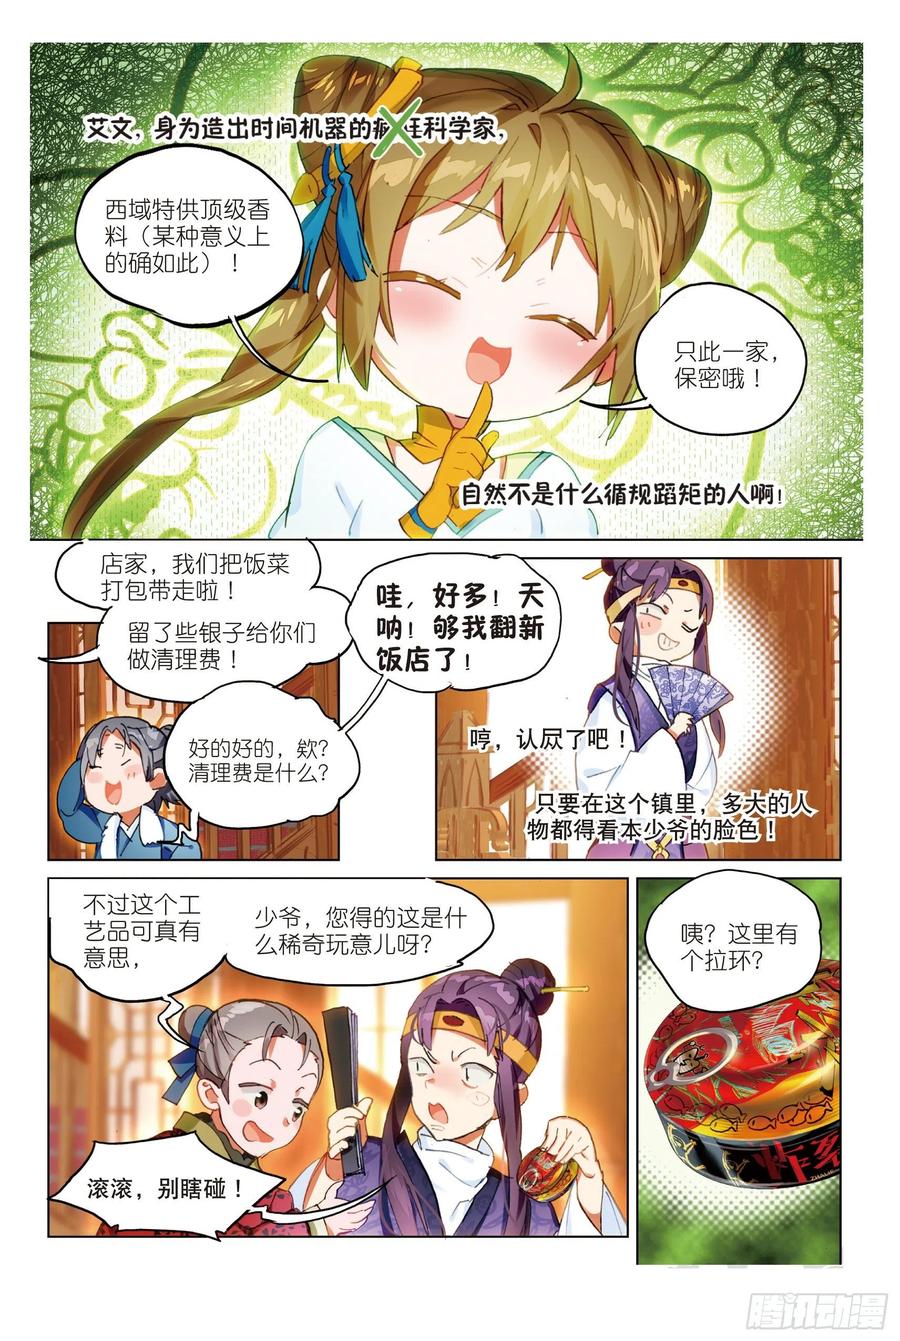 艾文，身为造出时间机器的疯狂科学家，
西域特供顶级香
料（某种意义上
的确如此）！
只此一家，
保密哦！
自然不是什么循规蹈矩的人啊！
店家，我们把饭菜
打包带走啦！
留了些银子给你们
做清理费！
好的好的，欸？
清理费是什么？
哇，好多！天
呐！够我翻新
饭店了！
哼，认㞞了吧！
只要在这个镇里，多大的人
物都得看本少爷的脸色！
不过这个工
艺品可真有
意思，
少爷，您得的这是什
么稀奇玩意儿呀？
滚滚，别瞎碰！
咦？这里有
个拉环？
炸
ZHALIE
腾讯动漫